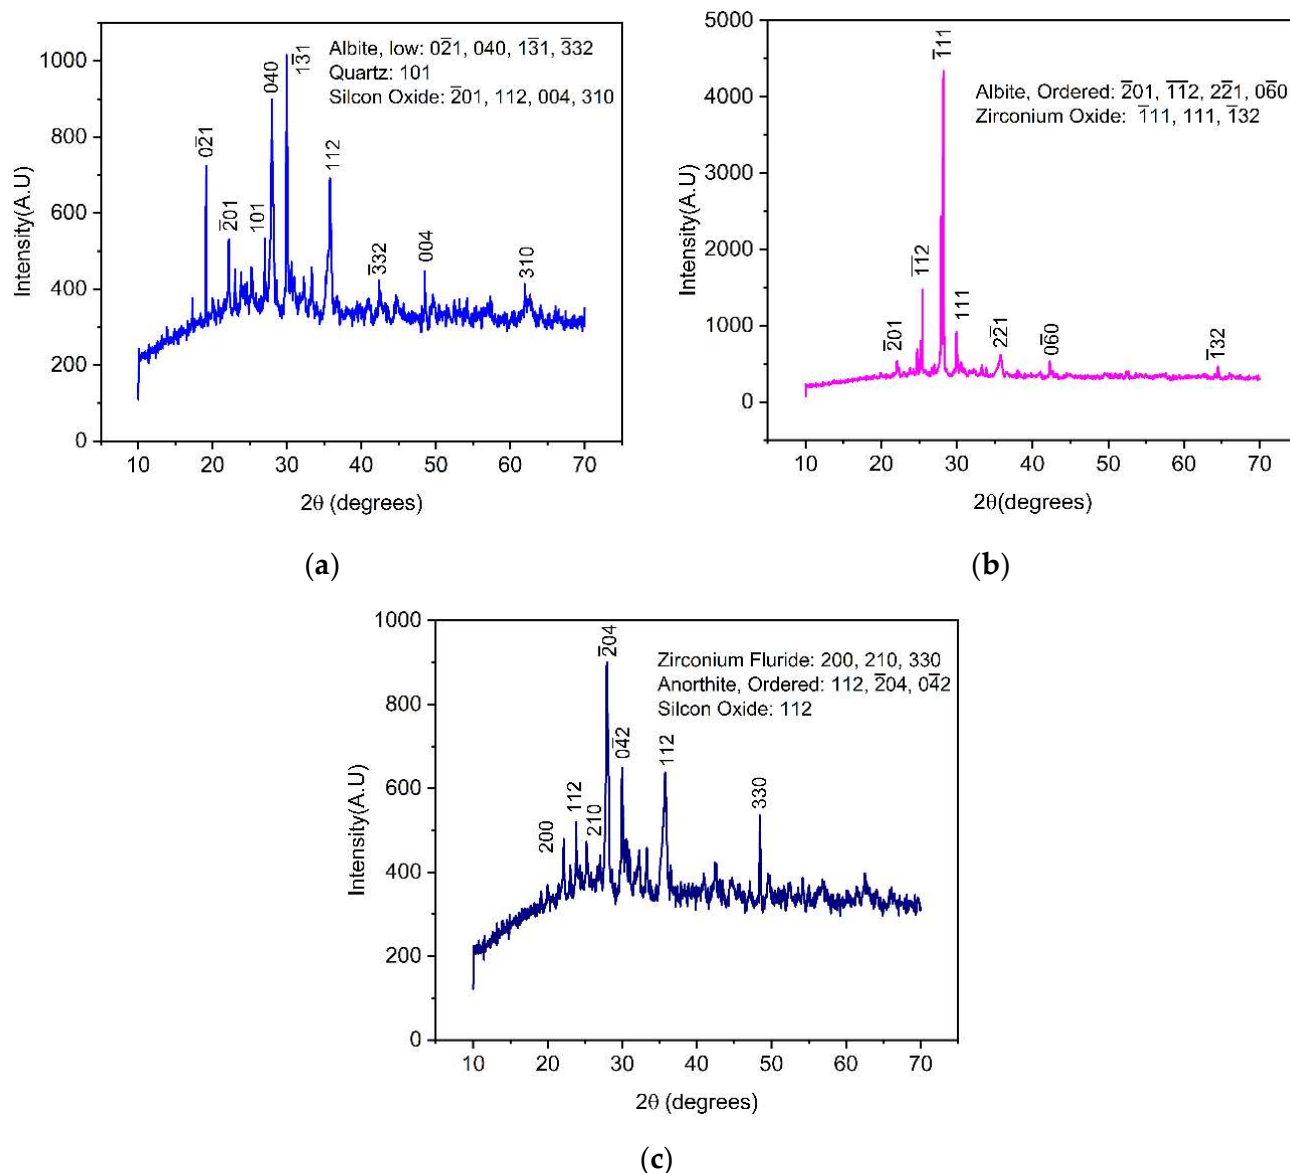 Albite, low: 02̅1, 040, 13̅1, 3̅32
Quartz: 101
Silcon Oxide: 2̅01, 112, 004, 310
02̅1
2̅01
101
040
13̅1
112
3̅32
004
310
1000
800
600
400
200
0
Intensity(A.U)
10 20 30 40 50 60 70
2θ (degrees)
(a)
Albite, Ordered: 2̅01, 1̅1̅2, 22̅1, 06̅0
Zirconium Oxide: 1̅11, 111, 1̅32
2̅01
1̅1̅2
1̅11
111
22̅1
06̅0
1̅32
5000
4000
3000
2000
1000
0
Intensity(A.U)
10 20 30 40 50 60 70
2θ(degrees)
(b)
Zirconium Fluride: 200, 210, 330
Anorthite, Ordered: 112, 2̅04, 04̅2
Silcon Oxide: 112
200
112
210
2̅04
04̅2
112
330
1000
800
600
400
200
0
Intensity(A.U)
10 20 30 40 50 60 70
2θ (degrees)
(c)